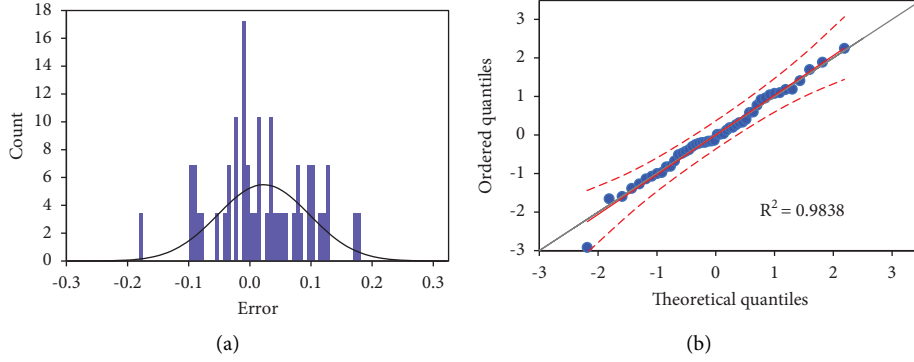 18
16
14
12
10
8
6
4
2
0
Count
-0.3 -0.2 -0.1 0.0 0.1 0.2 0.3
Error
(a)
3
2
1
0
-1
-2
-3
Ordered quantiles
R² = 0.9838
-3 -2 -1 0 1 2 3
Theoretical quantiles
(b)